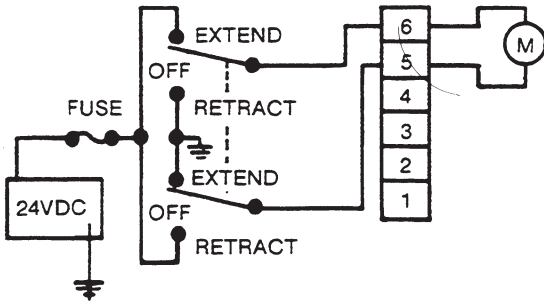 EXTEND
OFF
RETRACT
FUSE
EXTEND
OFF
RETRACT
24VDC
6
5
4
3
2
1
M